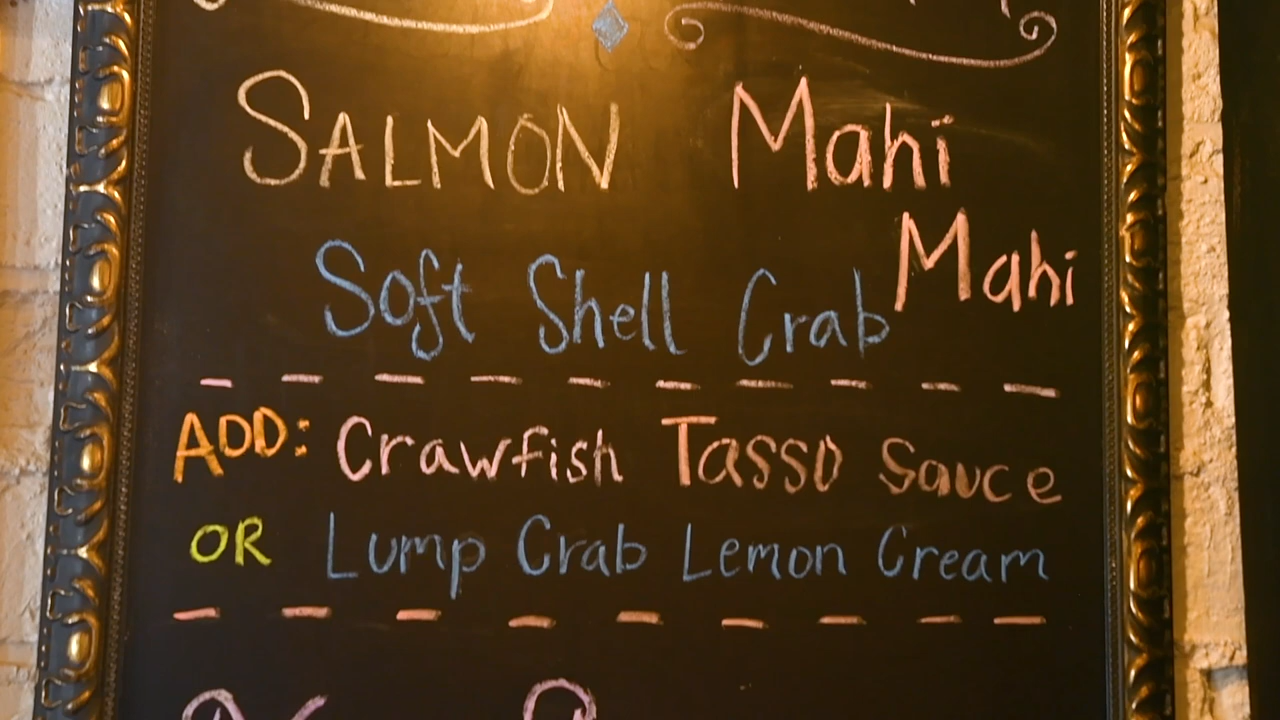 SALMON Mahi
Mahi
Soft Shell Crab
ADD: Crawfish Tasso Sauce
OR Lump Crab Lemon Cream